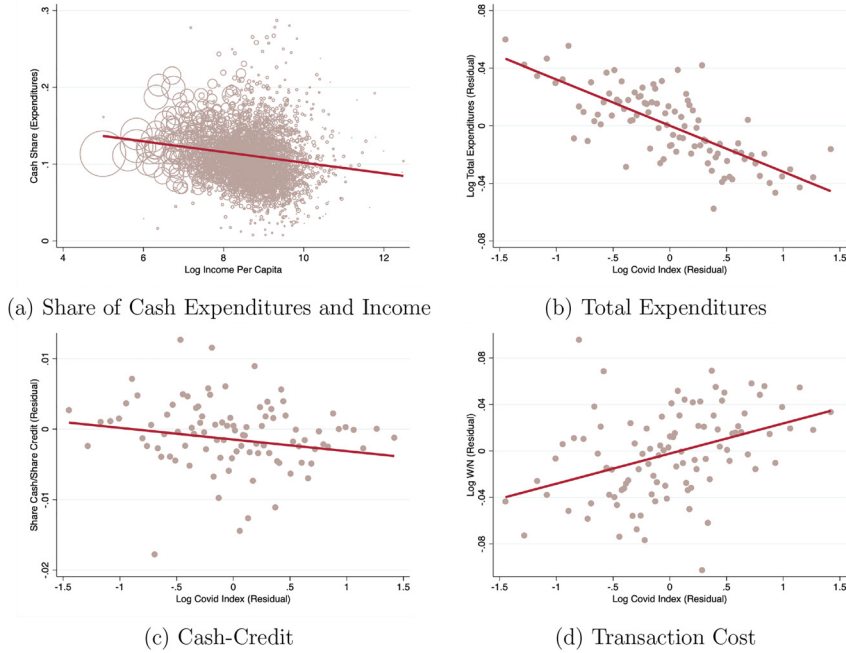 .3
.2
.1
0
Cash Share (Expenditures)
4 6 8 10 12
Log Income Per Capita
(a) Share of Cash Expenditures and Income
.08
.04
0
-.04
-.08
Log Total Expenditures (Residual)
-1.5 -1 -.5 0 .5 1 1.5
Log Covid Index (Residual)
(b) Total Expenditures
.01
0
-.01
-.02
Share Cash/Share Credit (Residual)
-1.5 -1 -.5 0 .5 1 1.5
Log Covid Index (Residual)
(c) Cash-Credit
.08
.04
0
-.04
-.08
Log W/N (Residual)
-1.5 -1 -.5 0 .5 1 1.5
Log Covid Index (Residual)
(d) Transaction Cost